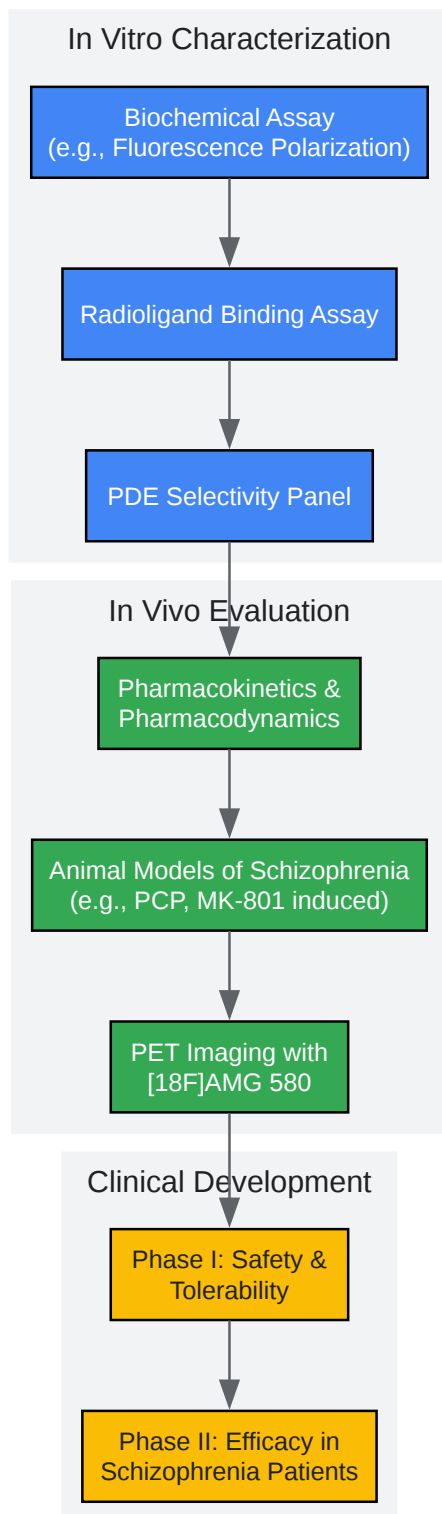 In Vitro Characterization
Biochemical Assay
(e.g., Fluorescence Polarization)
Radioligand Binding Assay
PDE Selectivity Panel
In Vivo Evaluation
Pharmacokinetics &
Pharmacodynamics
Animal Models of Schizophrenia
(e.g., PCP, MK-801 induced)
PET Imaging with
[18F]AMG 580
Clinical Development
Phase I: Safety &
Tolerability
Phase II: Efficacy in
Schizophrenia Patients